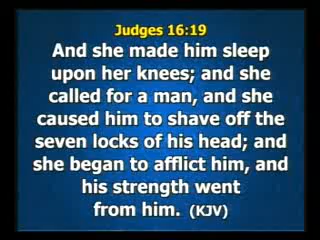 Judges 16:19
And she made him sleep
upon her knees; and she
called for a man, and she
caused him to shave off the
seven locks of his head; and
she began to afflict him, and
his strength went
from him. (KJV)